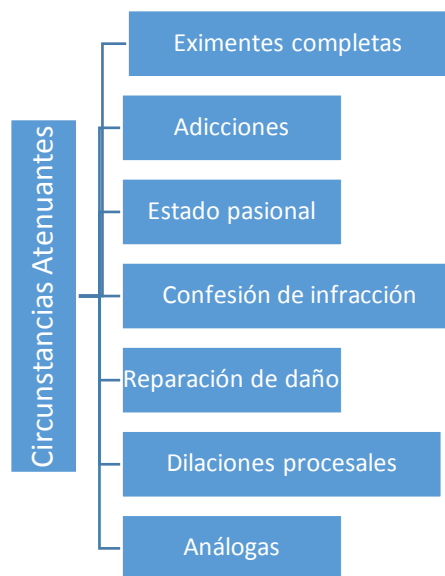 Circunstancias Atenuantes
Eximentes completas
Adicciones
Estado pasional
Confesión de infracción
Reparación de daño
Dilaciones procesales
Análogas